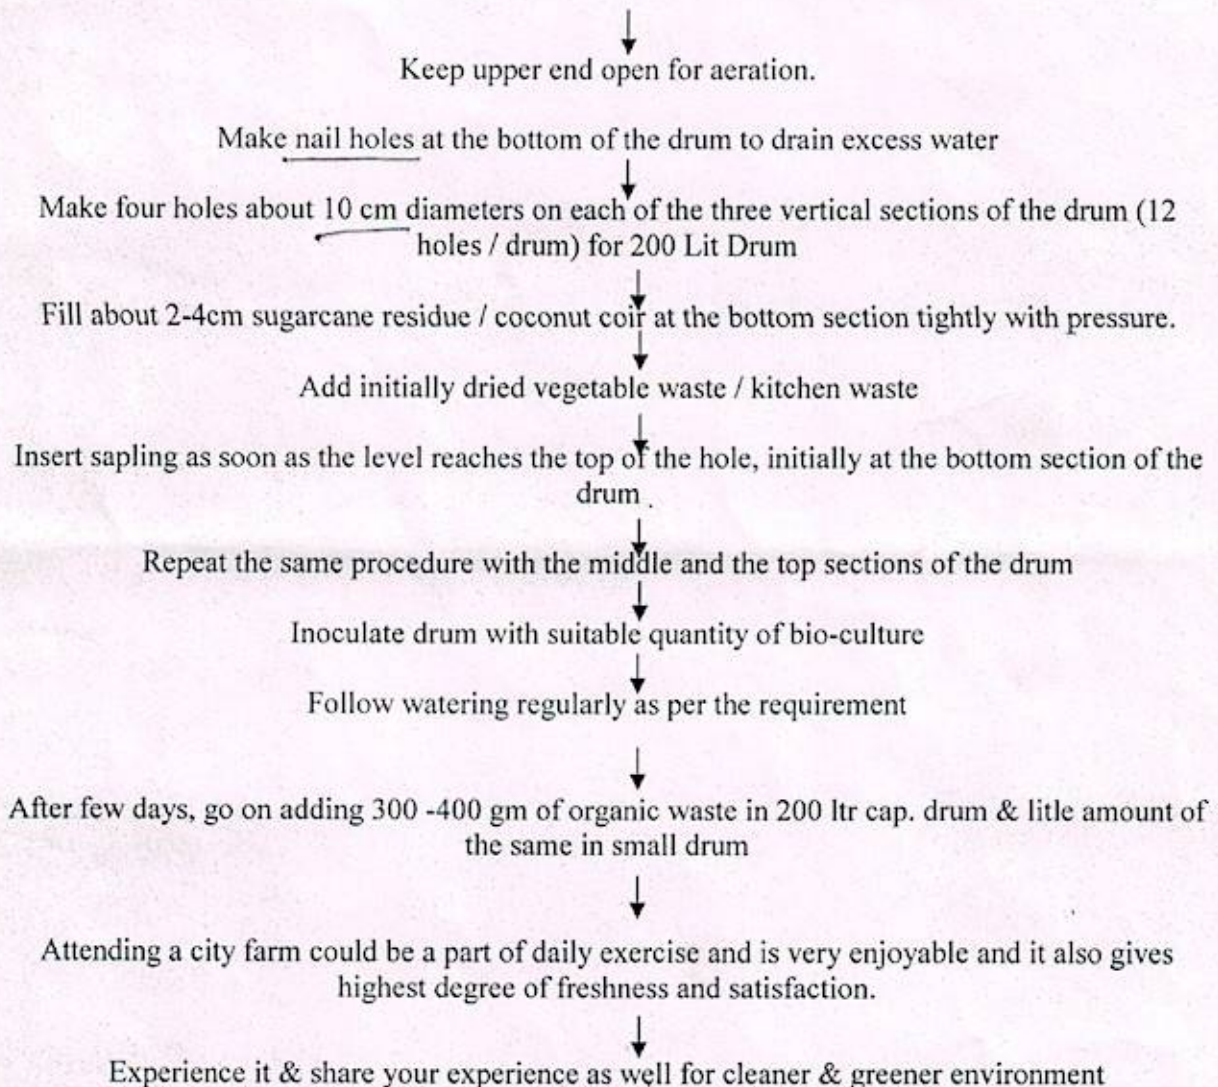 Keep upper end open for aeration.
Make nail holes at the bottom of the drum to drain excess water
Make four holes about 10 cm diameters on each of the three vertical sections of the drum (12
holes / drum) for 200 Lit Drum
Fill about 2-4cm sugarcane residue / coconut coir at the bottom section tightly with pressure.
Add initially dried vegetable waste / kitchen waste
Insert sapling as soon as the level reaches the top of the hole, initially at the bottom section of the
drum
Repeat the same procedure with the middle and the top sections of the drum
Inoculate drum with suitable quantity of bio-culture
Follow watering regularly as per the requirement
After few days, go on adding 300 -400 gm of organic waste in 200 ltr cap. drum & litle amount of
the same in small drum
Attending a city farm could be a part of daily exercise and is very enjoyable and it also gives
highest degree of freshness and satisfaction.
Experience it & share your experience as well for cleaner & greener environment